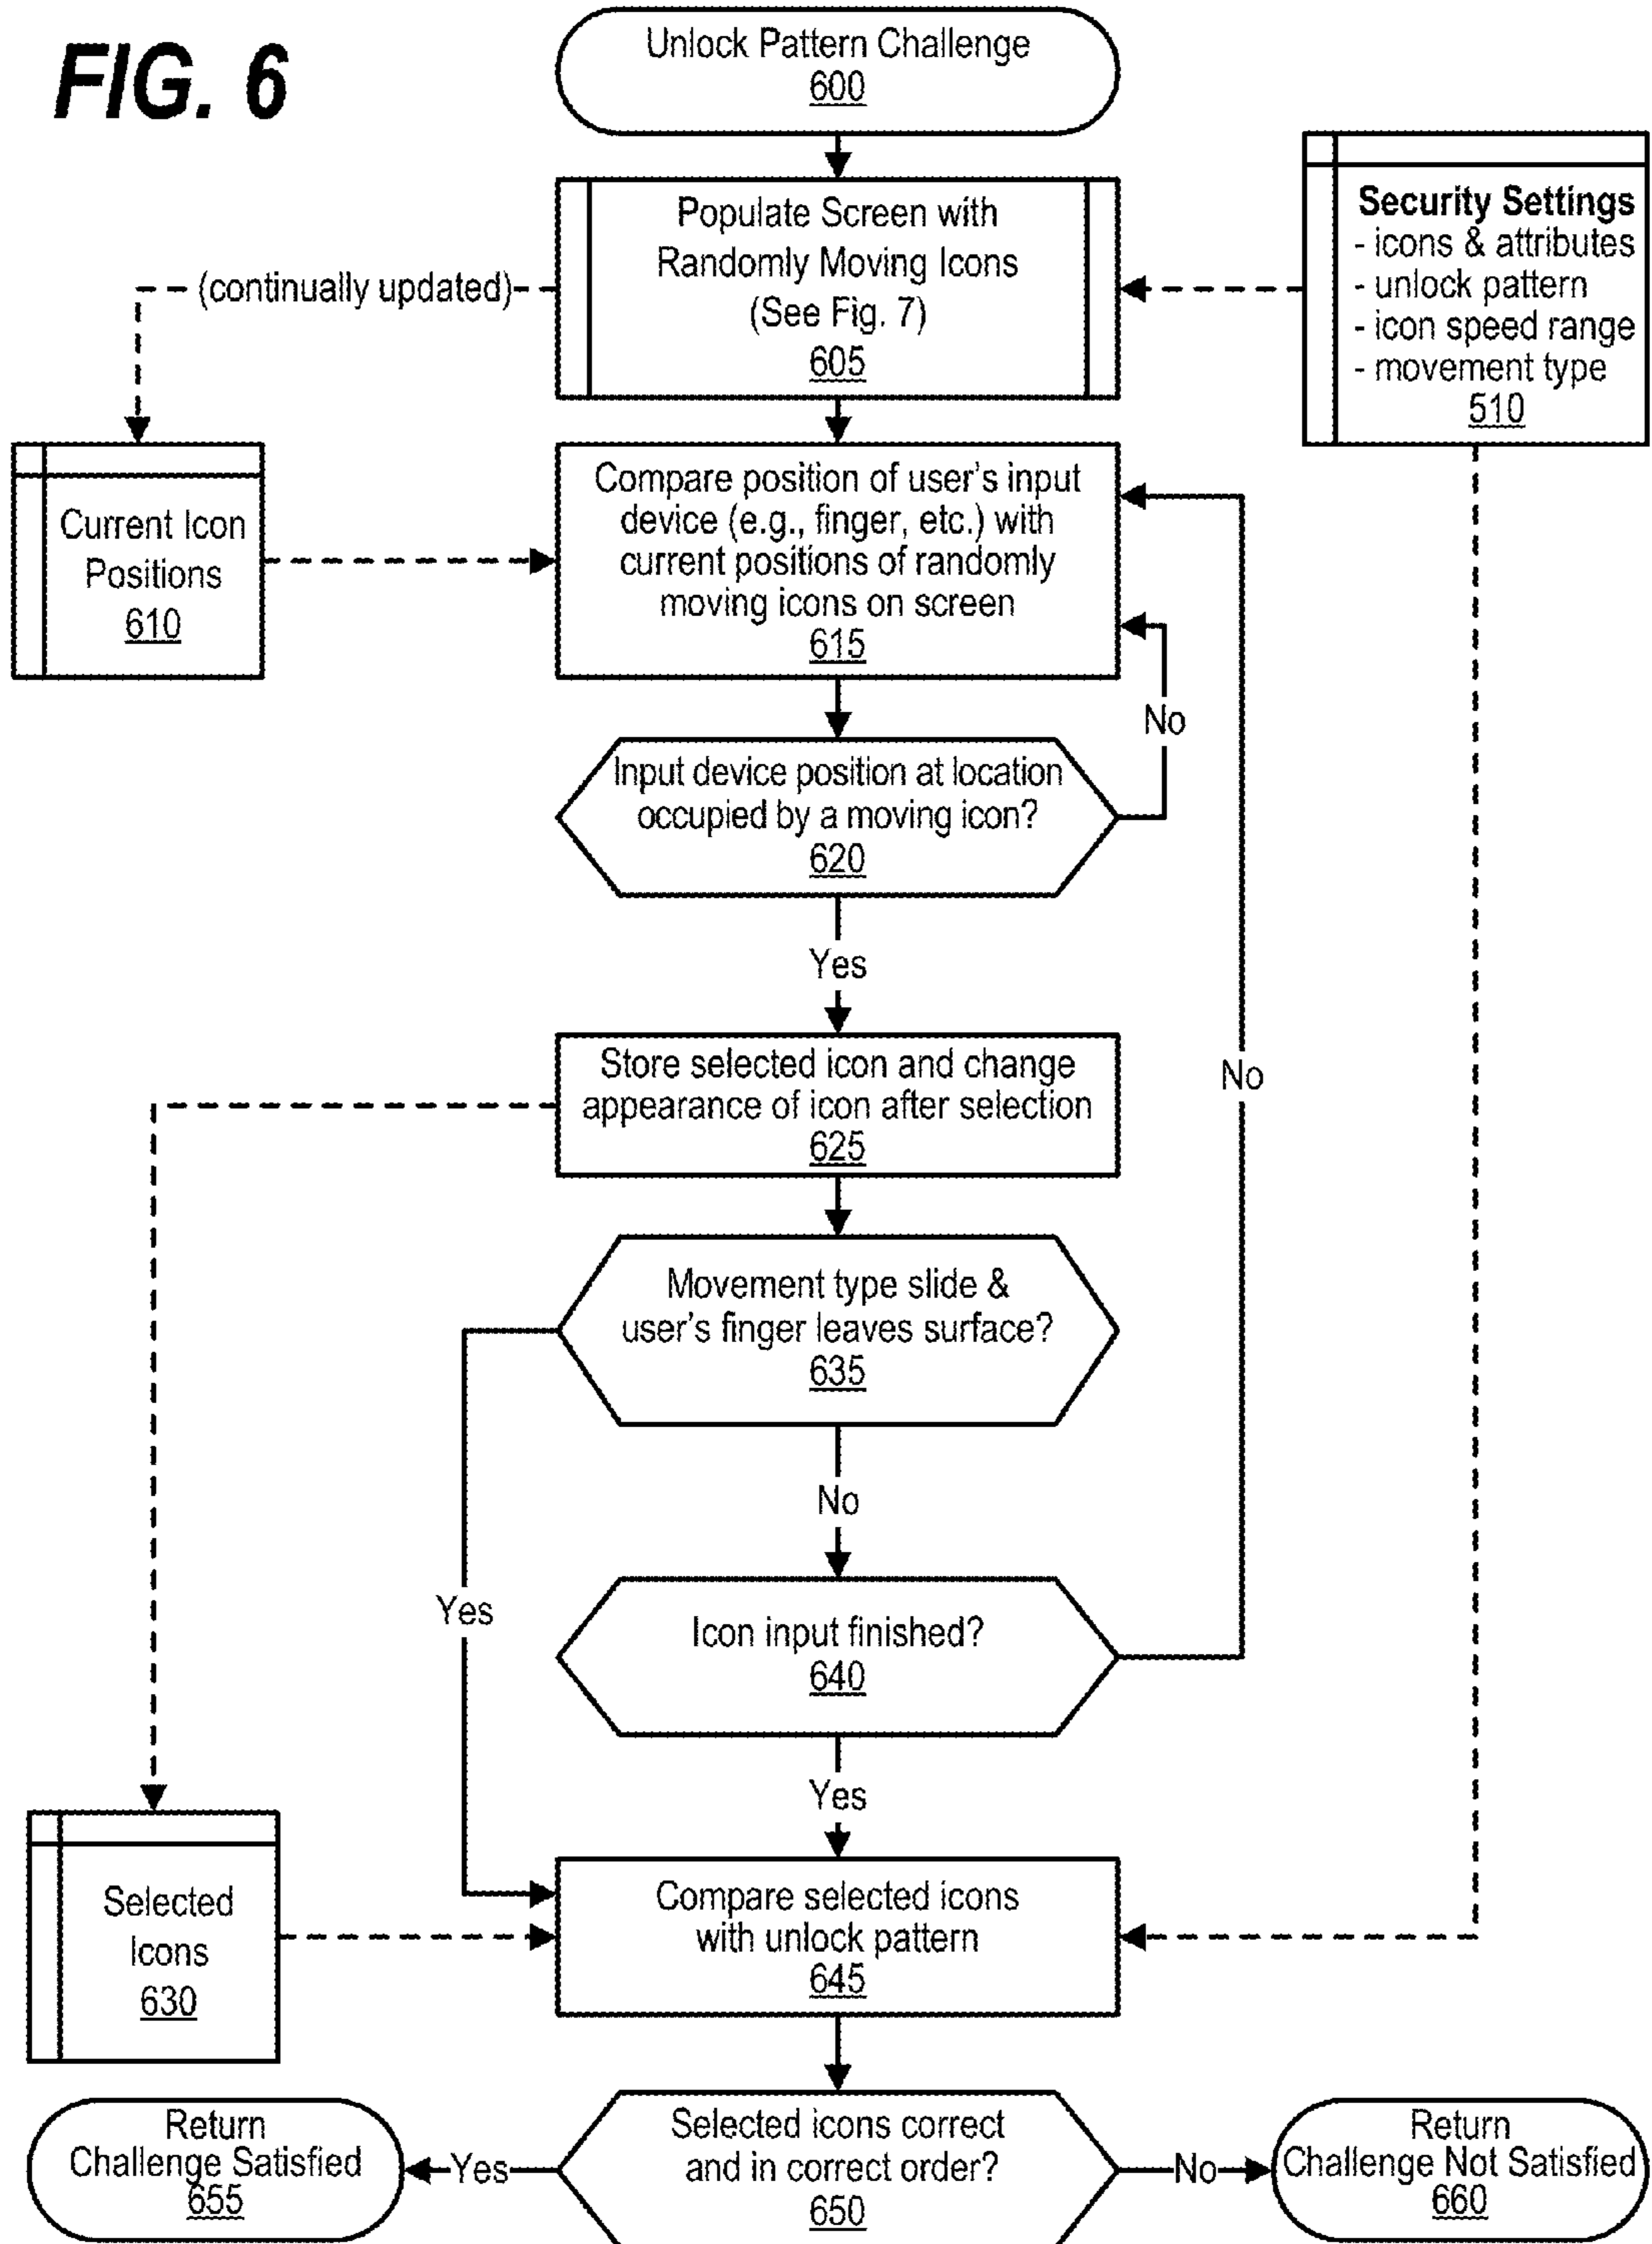 FIG. 6
Unlock Pattern Challenge
600
Populate Screen with
Randomly Moving Icons
(See Fig. 7)
605
Security Settings
- icons & attributes
- unlock pattern
- icon speed range
- movement type
510
(continually updated)
Current Icon
Positions
610
Compare position of user's input
device (e.g., finger, etc.) with
current positions of randomly
moving icons on screen
615
No
Input device position at location
occupied by a moving icon?
620
Yes
Store selected icon and change
appearance of icon after selection
625
No
Movement type slide &
user's finger leaves surface?
635
No
Yes
Icon input finished?
640
Yes
Selected
Icons
630
Compare selected icons
with unlock pattern
645
Return
Challenge Satisfied
655
Yes
Selected icons correct
and in correct order?
650
No
Return
Challenge Not Satisfied
660